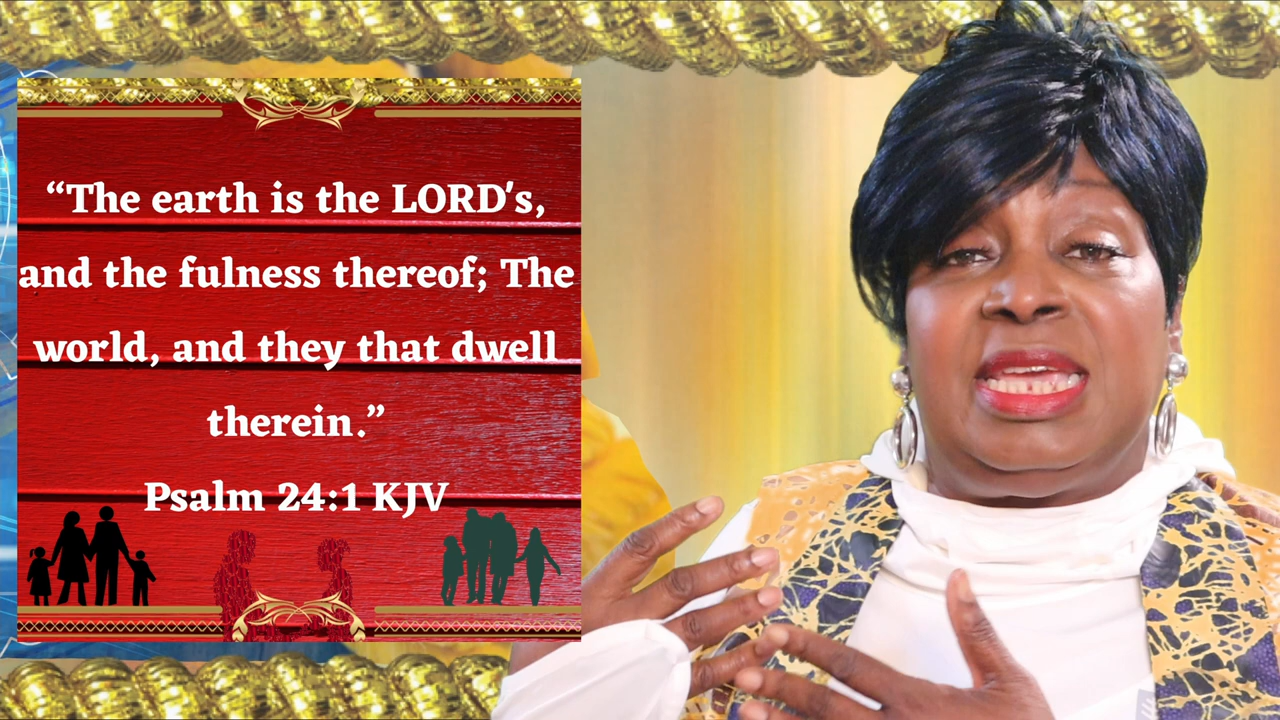 “The earth is the LORD's,
and the fulness thereof; The
world, and they that dwell
therein.”
Psalm 24:1 KJV